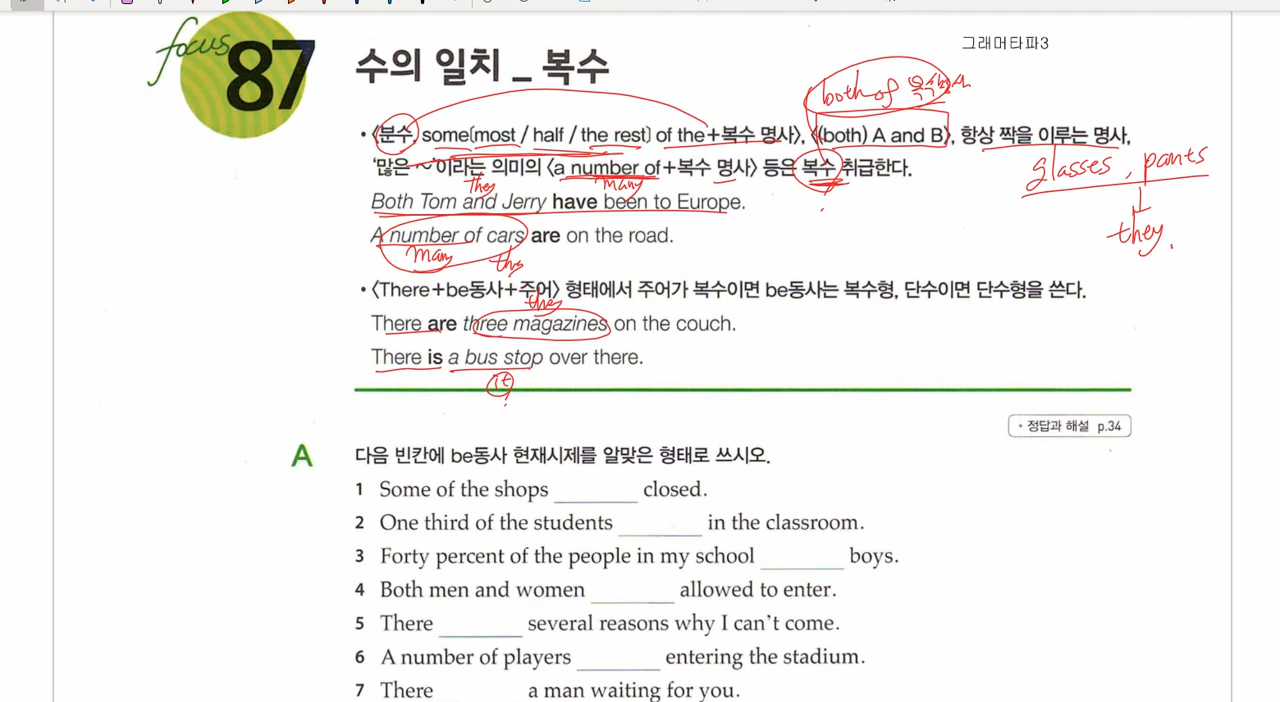 focus
87
수의 일치 _ 복수
그래머타파3
both of 복수명사
• 〈분수, some(most / half / the rest) of the+복수 명사〉, 〈(both) A and B〉, 항상 짝을 이루는 명사,
'많은 ~'이라는 의미의 〈a number of+복수 명사〉 등은 복수 취급한다.
glasses, pants
they many
they.
Both Tom and Jerry have been to Europe.
A number of cars are on the road.
many they
• 〈There+be동사+주어〉 형태에서 주어가 복수이면 be동사는 복수형, 단수이면 단수형을 쓴다.
they
There are three magazines on the couch.
There is a bus stop over there.
it
• 정답과 해설 p.34
A 다음 빈칸에 be동사 현재시제를 알맞은 형태로 쓰시오.
1 Some of the shops ________ closed.
2 One third of the students ________ in the classroom.
3 Forty percent of the people in my school ________ boys.
4 Both men and women ________ allowed to enter.
5 There ________ several reasons why I can't come.
6 A number of players ________ entering the stadium.
7 There a man waiting for you.